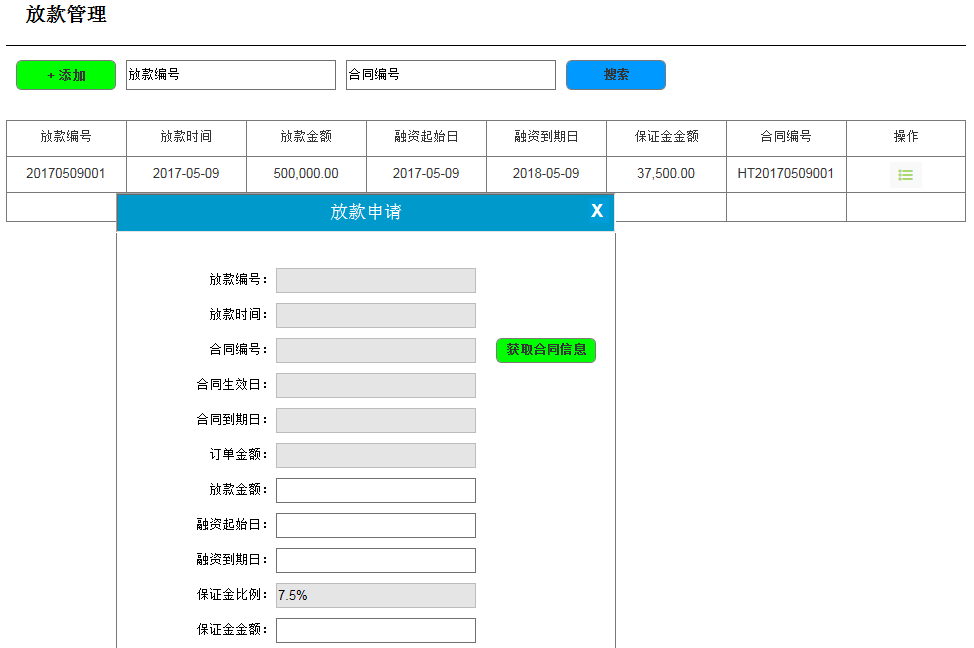 放款管理
+ 添加 放款编号 合同编号 搜索
放款编号 放款时间 放款金额 融资起始日 融资到期日 保证金金额 合同编号 操作
20170509001 2017-05-09 500,000.00 2017-05-09 2018-05-09 37,500.00 HT20170509001
放款申请 X
放款编号：
放款时间：
合同编号： 获取合同信息
合同生效日：
合同到期日：
订单金额：
放款金额：
融资起始日：
融资到期日：
保证金比例： 7.5%
保证金金额：